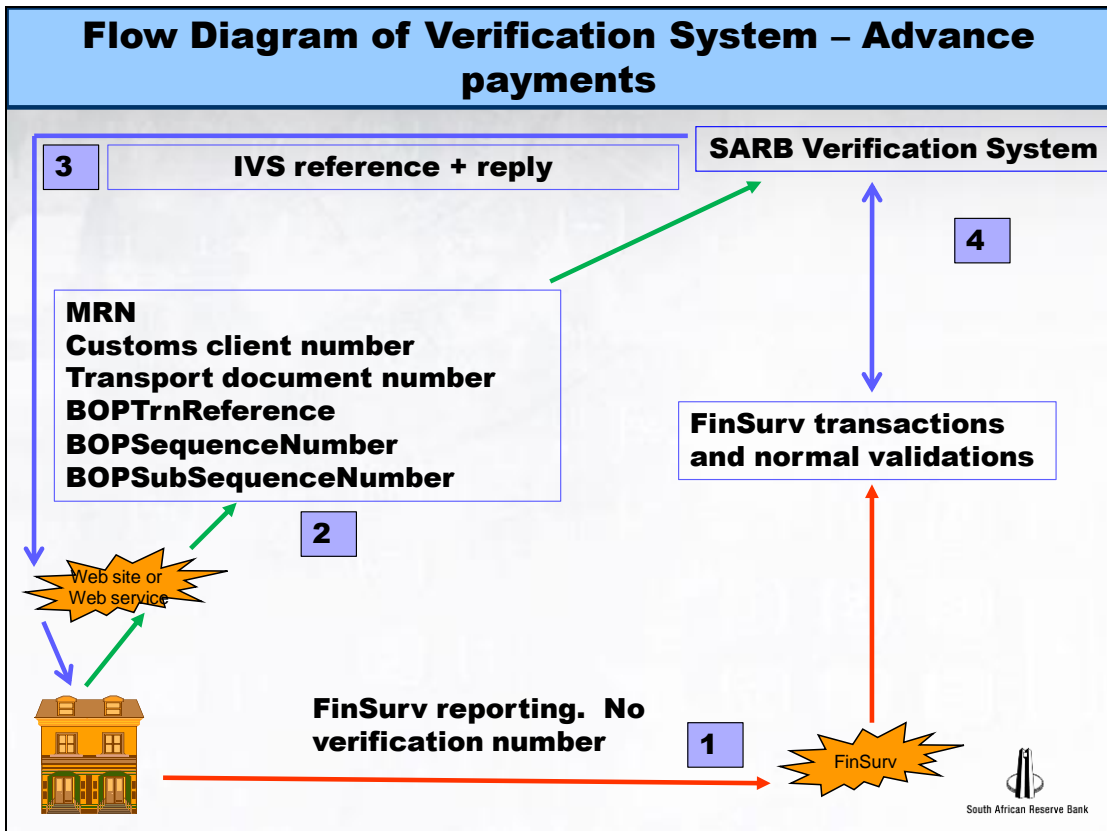 Flow Diagram of Verification System – Advance
payments
3
IVS reference + reply
SARB Verification System
4
MRN
Customs client number
Transport document number
BOPTrnReference
BOPSequenceNumber
BOPSubSequenceNumber
FinSurv transactions
and normal validations
2
Web site or
Web service
FinSurv reporting.  No
verification number
1
FinSurv
South African Reserve Bank